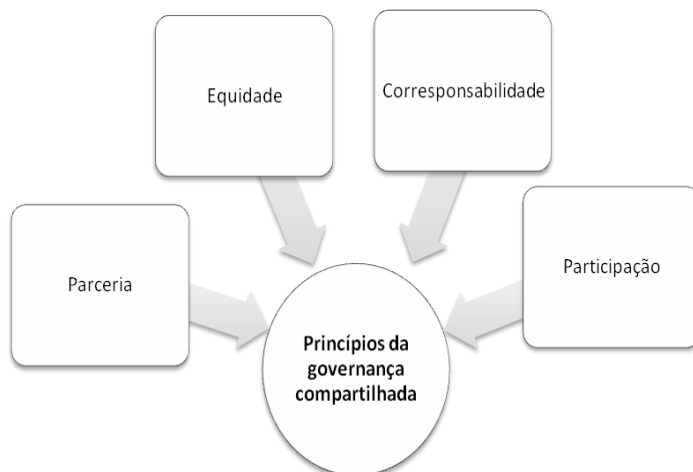 Equidade
Corresponsabilidade
Parceria
Participação
Princípios da
governança
compartilhada